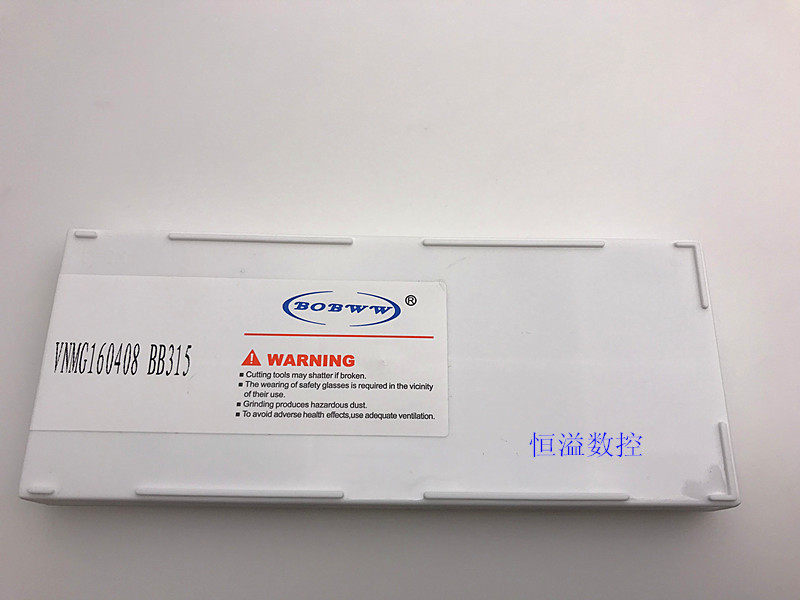 BOBWW®
VNMG160408 BB315
WARNING
■ Cutting tools may shatter if broken.
■ The wearing of safety glasses is required in the vicinity
of their use.
■ Grinding produces hazardous dust.
■ To avoid adverse health effects,use adequate ventilation.
恒溢数控